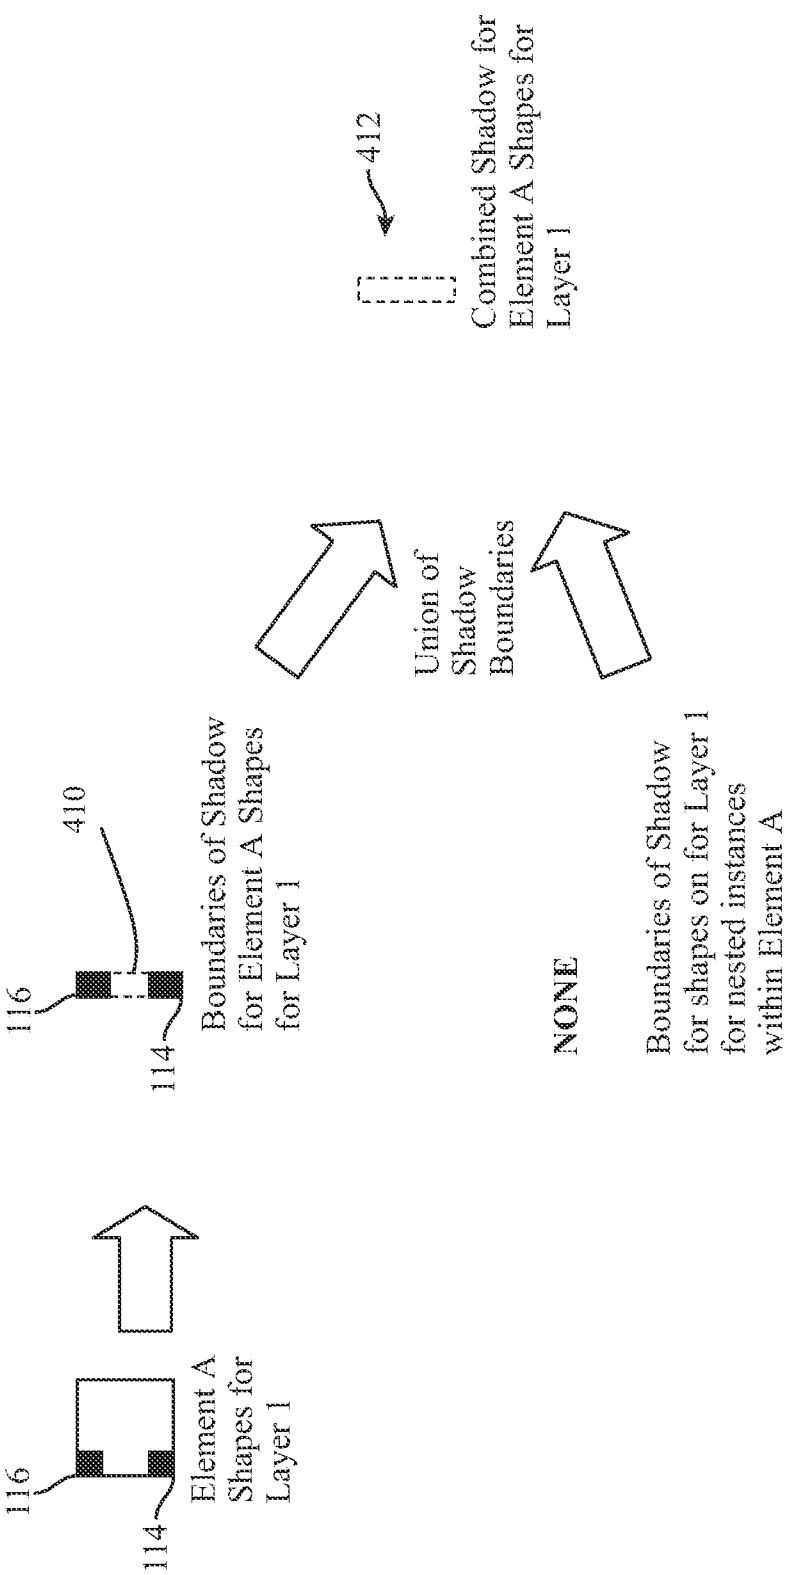 116
114
Element A
Shapes for
Layer 1
116
114
410
Boundaries of Shadow
for Element A Shapes
for Layer 1
NONE
Boundaries of Shadow
for shapes on for Layer 1
for nested instances
within Element A
Union of
Shadow
Boundaries
412
Combined Shadow for
Element A Shapes for
Layer 1